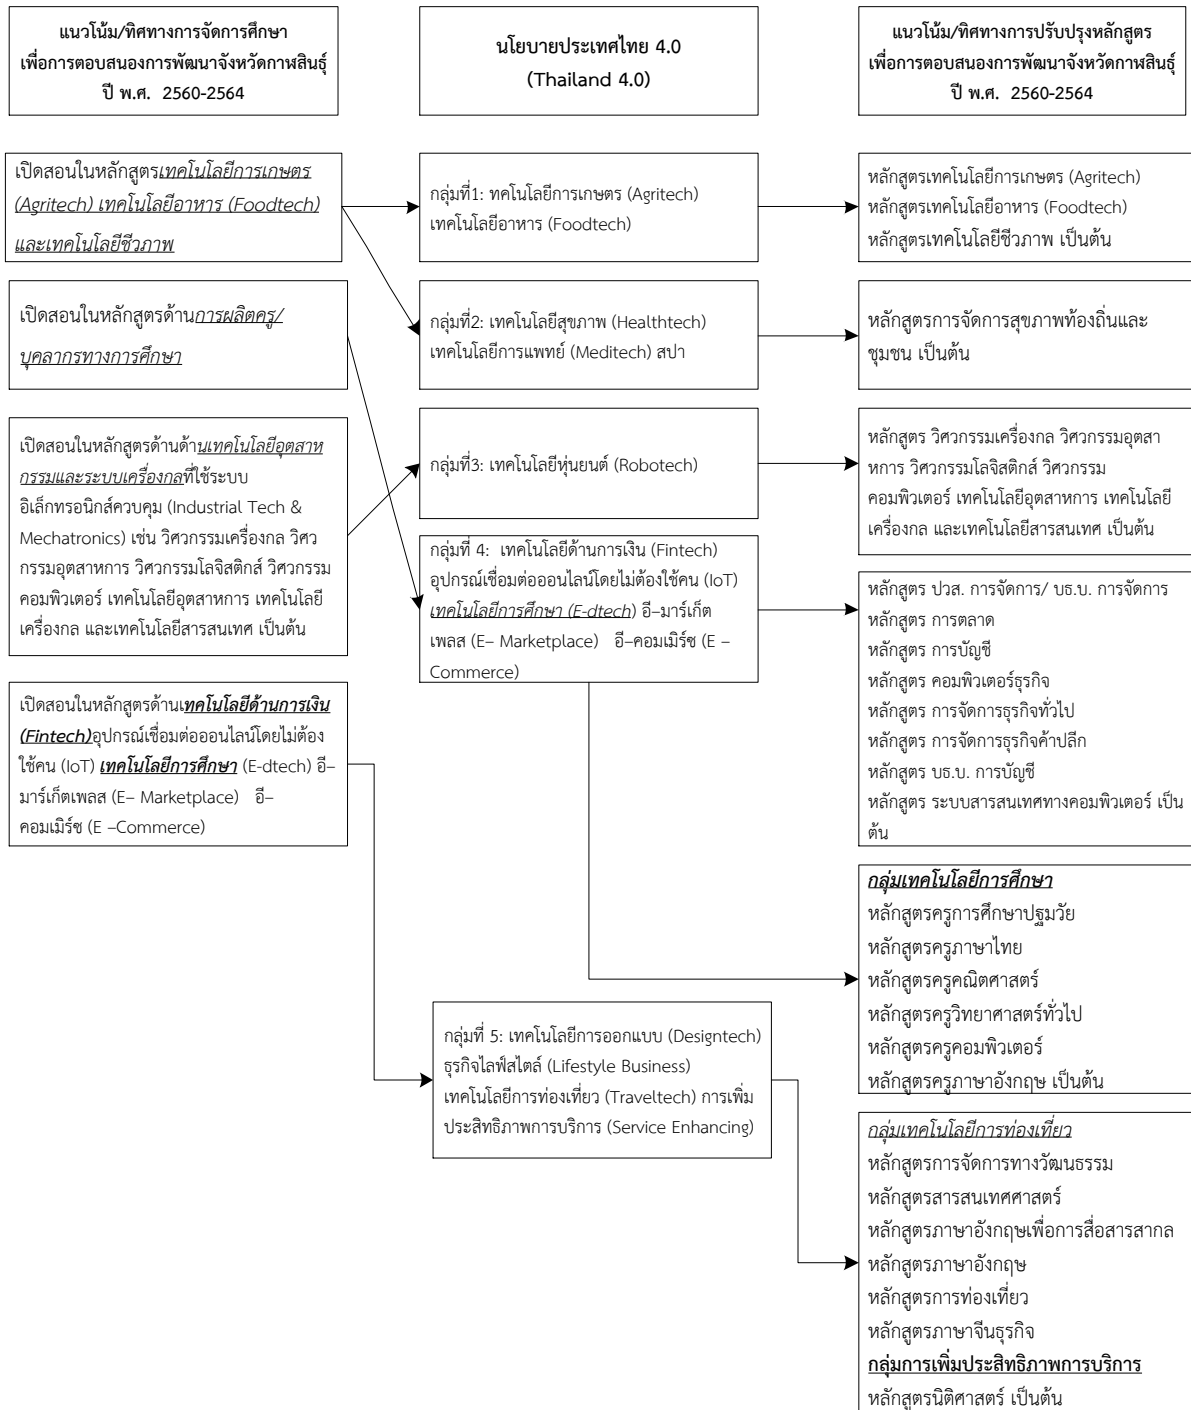 แนวโน้ม/ทิศทางการจัดการศึกษา
เพื่อการตอบสนองการพัฒนาจังหวัดกาฬสินธุ์
ปี พ.ศ. 2560-2564
นโยบายประเทศไทย 4.0
(Thailand 4.0)
แนวโน้ม/ทิศทางการปรับปรุงหลักสูตร
เพื่อการตอบสนองการพัฒนาจังหวัดกาฬสินธุ์
ปี พ.ศ. 2560-2564
เปิดสอนในหลักสูตรเทคโนโลยีการเกษตร
(Agritech) เทคโนโลยีอาหาร (Foodtech)
และเทคโนโลยีชีวภาพ
กลุ่มที่1: ทคโนโลยีการเกษตร (Agritech)
เทคโนโลยีอาหาร (Foodtech)
หลักสูตรเทคโนโลยีการเกษตร (Agritech)
หลักสูตรเทคโนโลยีอาหาร (Foodtech)
หลักสูตรเทคโนโลยีชีวภาพ เป็นต้น
เปิดสอนในหลักสูตรด้านการผลิตครู/
บุคลากรทางการศึกษา
กลุ่มที่2: เทคโนโลยีสุขภาพ (Healthtech)
เทคโนโลยีการแพทย์ (Meditech) สปา
หลักสูตรการจัดการสุขภาพท้องถิ่นและ
ชุมชน เป็นต้น
เปิดสอนในหลักสูตรด้านด้านเทคโนโลยีอุตสาห
กรรมและระบบเครื่องกลที่ใช้ระบบ
อิเล็กทรอนิกส์ควบคุม (Industrial Tech &
Mechatronics) เช่น วิศวกรรมเครื่องกล วิศว
กรรมอุตสาหการ วิศวกรรมโลจิสติกส์ วิศวกรรม
คอมพิวเตอร์ เทคโนโลยีอุตสาหการ เทคโนโลยี
เครื่องกล และเทคโนโลยีสารสนเทศ เป็นต้น
กลุ่มที่3: เทคโนโลยีหุ่นยนต์ (Robotech)
หลักสูตร วิศวกรรมเครื่องกล วิศวกรรมอุตสา
หการ วิศวกรรมโลจิสติกส์ วิศวกรรม
คอมพิวเตอร์ เทคโนโลยีอุตสาหการ เทคโนโลยี
เครื่องกล และเทคโนโลยีสารสนเทศ เป็นต้น
กลุ่มที่ 4: เทคโนโลยีด้านการเงิน (Fintech)
อุปกรณ์เชื่อมต่อออนไลน์โดยไม่ต้องใช้คน (IoT)
เทคโนโลยีการศึกษา (E-dtech) อี–มาร์เก็ต
เพลส (E– Marketplace) อี–คอมเมิร์ซ (E –
Commerce)
หลักสูตร ปวส. การจัดการ/ บธ.บ. การจัดการ
หลักสูตร การตลาด
หลักสูตร การบัญชี
หลักสูตร คอมพิวเตอร์ธุรกิจ
หลักสูตร การจัดการธุรกิจทั่วไป
หลักสูตร การจัดการธุรกิจค้าปลีก
หลักสูตร บธ.บ. การบัญชี
หลักสูตร ระบบสารสนเทศทางคอมพิวเตอร์ เป็น
ต้น
เปิดสอนในหลักสูตรด้านเทคโนโลยีด้านการเงิน
(Fintech)อุปกรณ์เชื่อมต่อออนไลน์โดยไม่ต้อง
ใช้คน (IoT) เทคโนโลยีการศึกษา (E-dtech) อี–
มาร์เก็ตเพลส (E– Marketplace) อี–
คอมเมิร์ซ (E –Commerce)
กลุ่มเทคโนโลยีการศึกษา
หลักสูตรครูการศึกษาปฐมวัย
หลักสูตรครูภาษาไทย
หลักสูตรครูคณิตศาสตร์
หลักสูตรครูวิทยาศาสตร์ทั่วไป
หลักสูตรครูคอมพิวเตอร์
หลักสูตรครูภาษาอังกฤษ เป็นต้น
กลุ่มที่ 5: เทคโนโลยีการออกแบบ (Designtech)
ธุรกิจไลฟ์สไตล์ (Lifestyle Business)
เทคโนโลยีการท่องเที่ยว (Traveltech) การเพิ่ม
ประสิทธิภาพการบริการ (Service Enhancing)
กลุ่มเทคโนโลยีการท่องเที่ยว
หลักสูตรการจัดการทางวัฒนธรรม
หลักสูตรสารสนเทศศาสตร์
หลักสูตรภาษาอังกฤษเพื่อการสื่อสารสากล
หลักสูตรภาษาอังกฤษ
หลักสูตรการท่องเที่ยว
หลักสูตรภาษาจีนธุรกิจ
กลุ่มการเพิ่มประสิทธิภาพการบริการ
หลักสูตรนิติศาสตร์ เป็นต้น